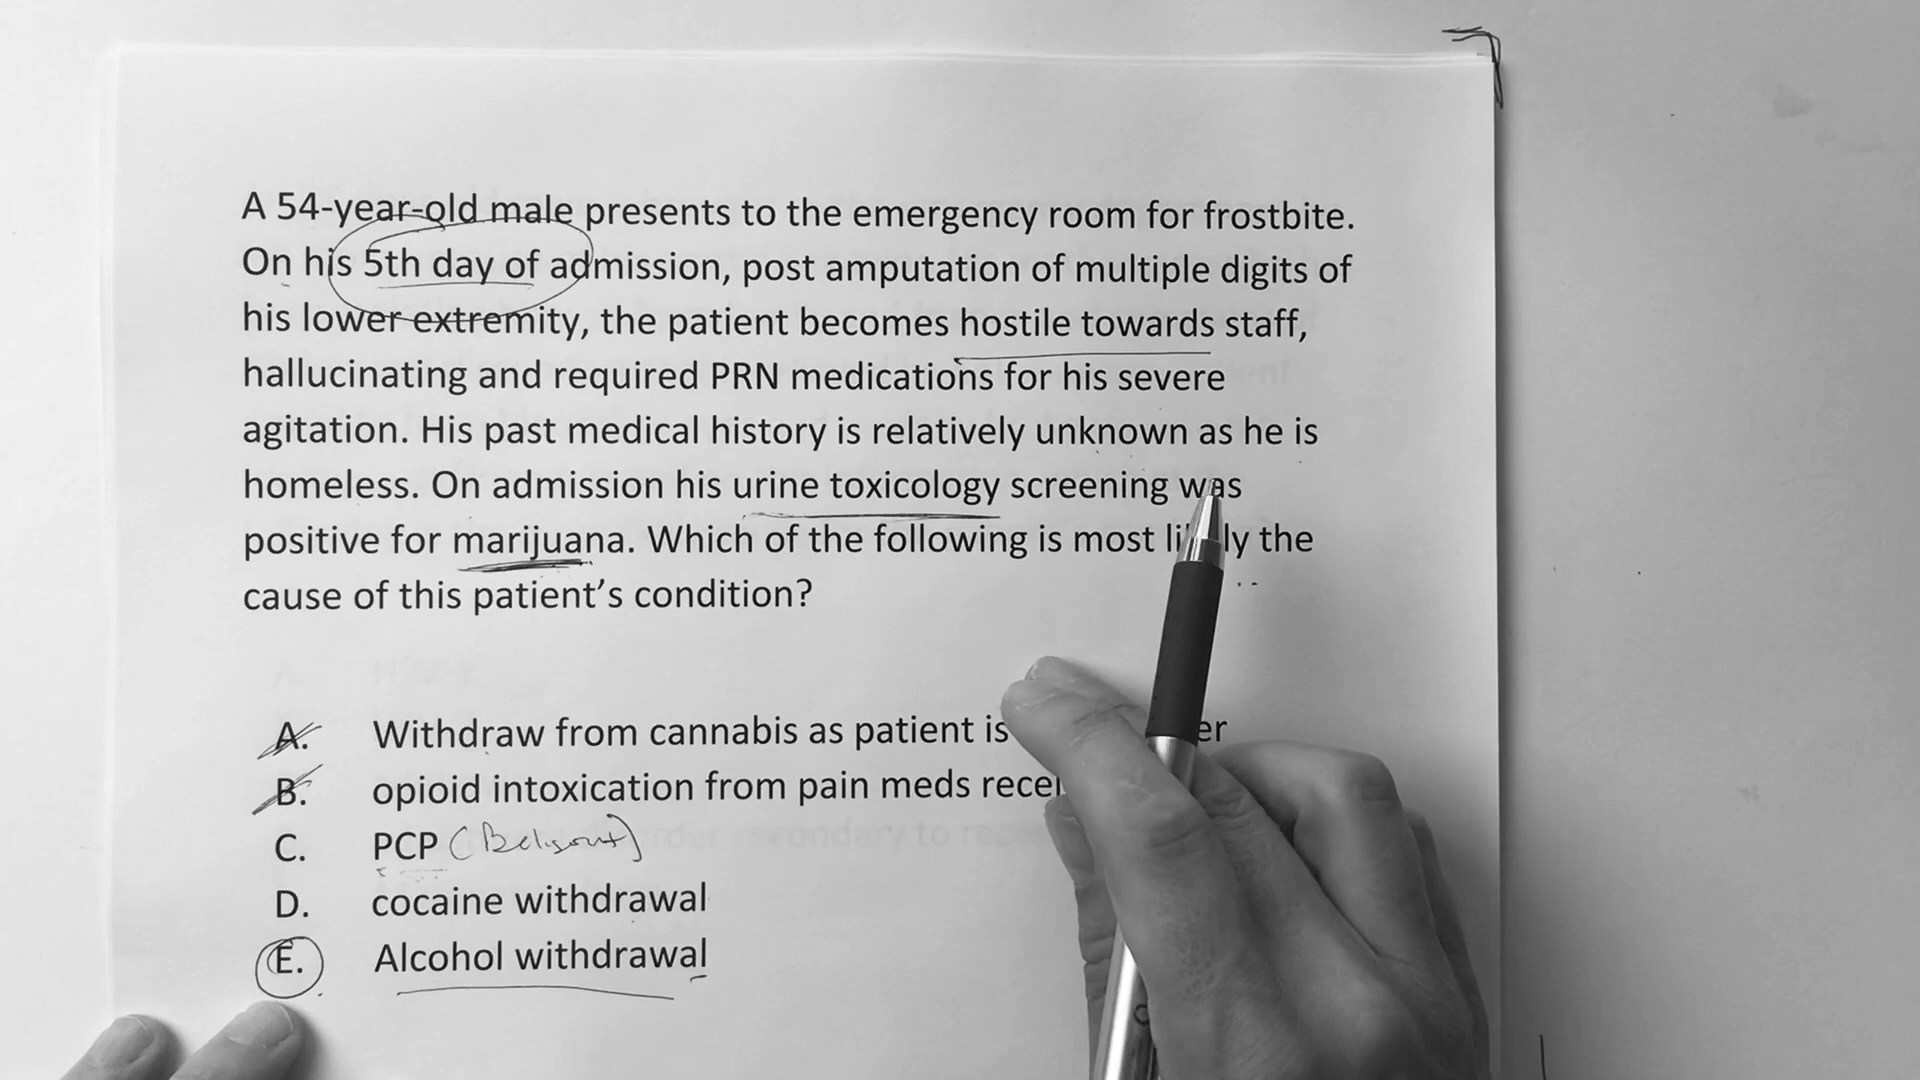 A 54-year-old male presents to the emergency room for frostbite.
On his 5th day of admission, post amputation of multiple digits of
his lower extremity, the patient becomes hostile towards staff,
hallucinating and required PRN medications for his severe
agitation. His past medical history is relatively unknown as he is
homeless. On admission his urine toxicology screening was
positive for marijuana. Which of the following is most likely the
cause of this patient's condition?
A. Withdraw from cannabis as patient is
B. opioid intoxication from pain meds
C. PCP
D. cocaine withdrawal
E. Alcohol withdrawal